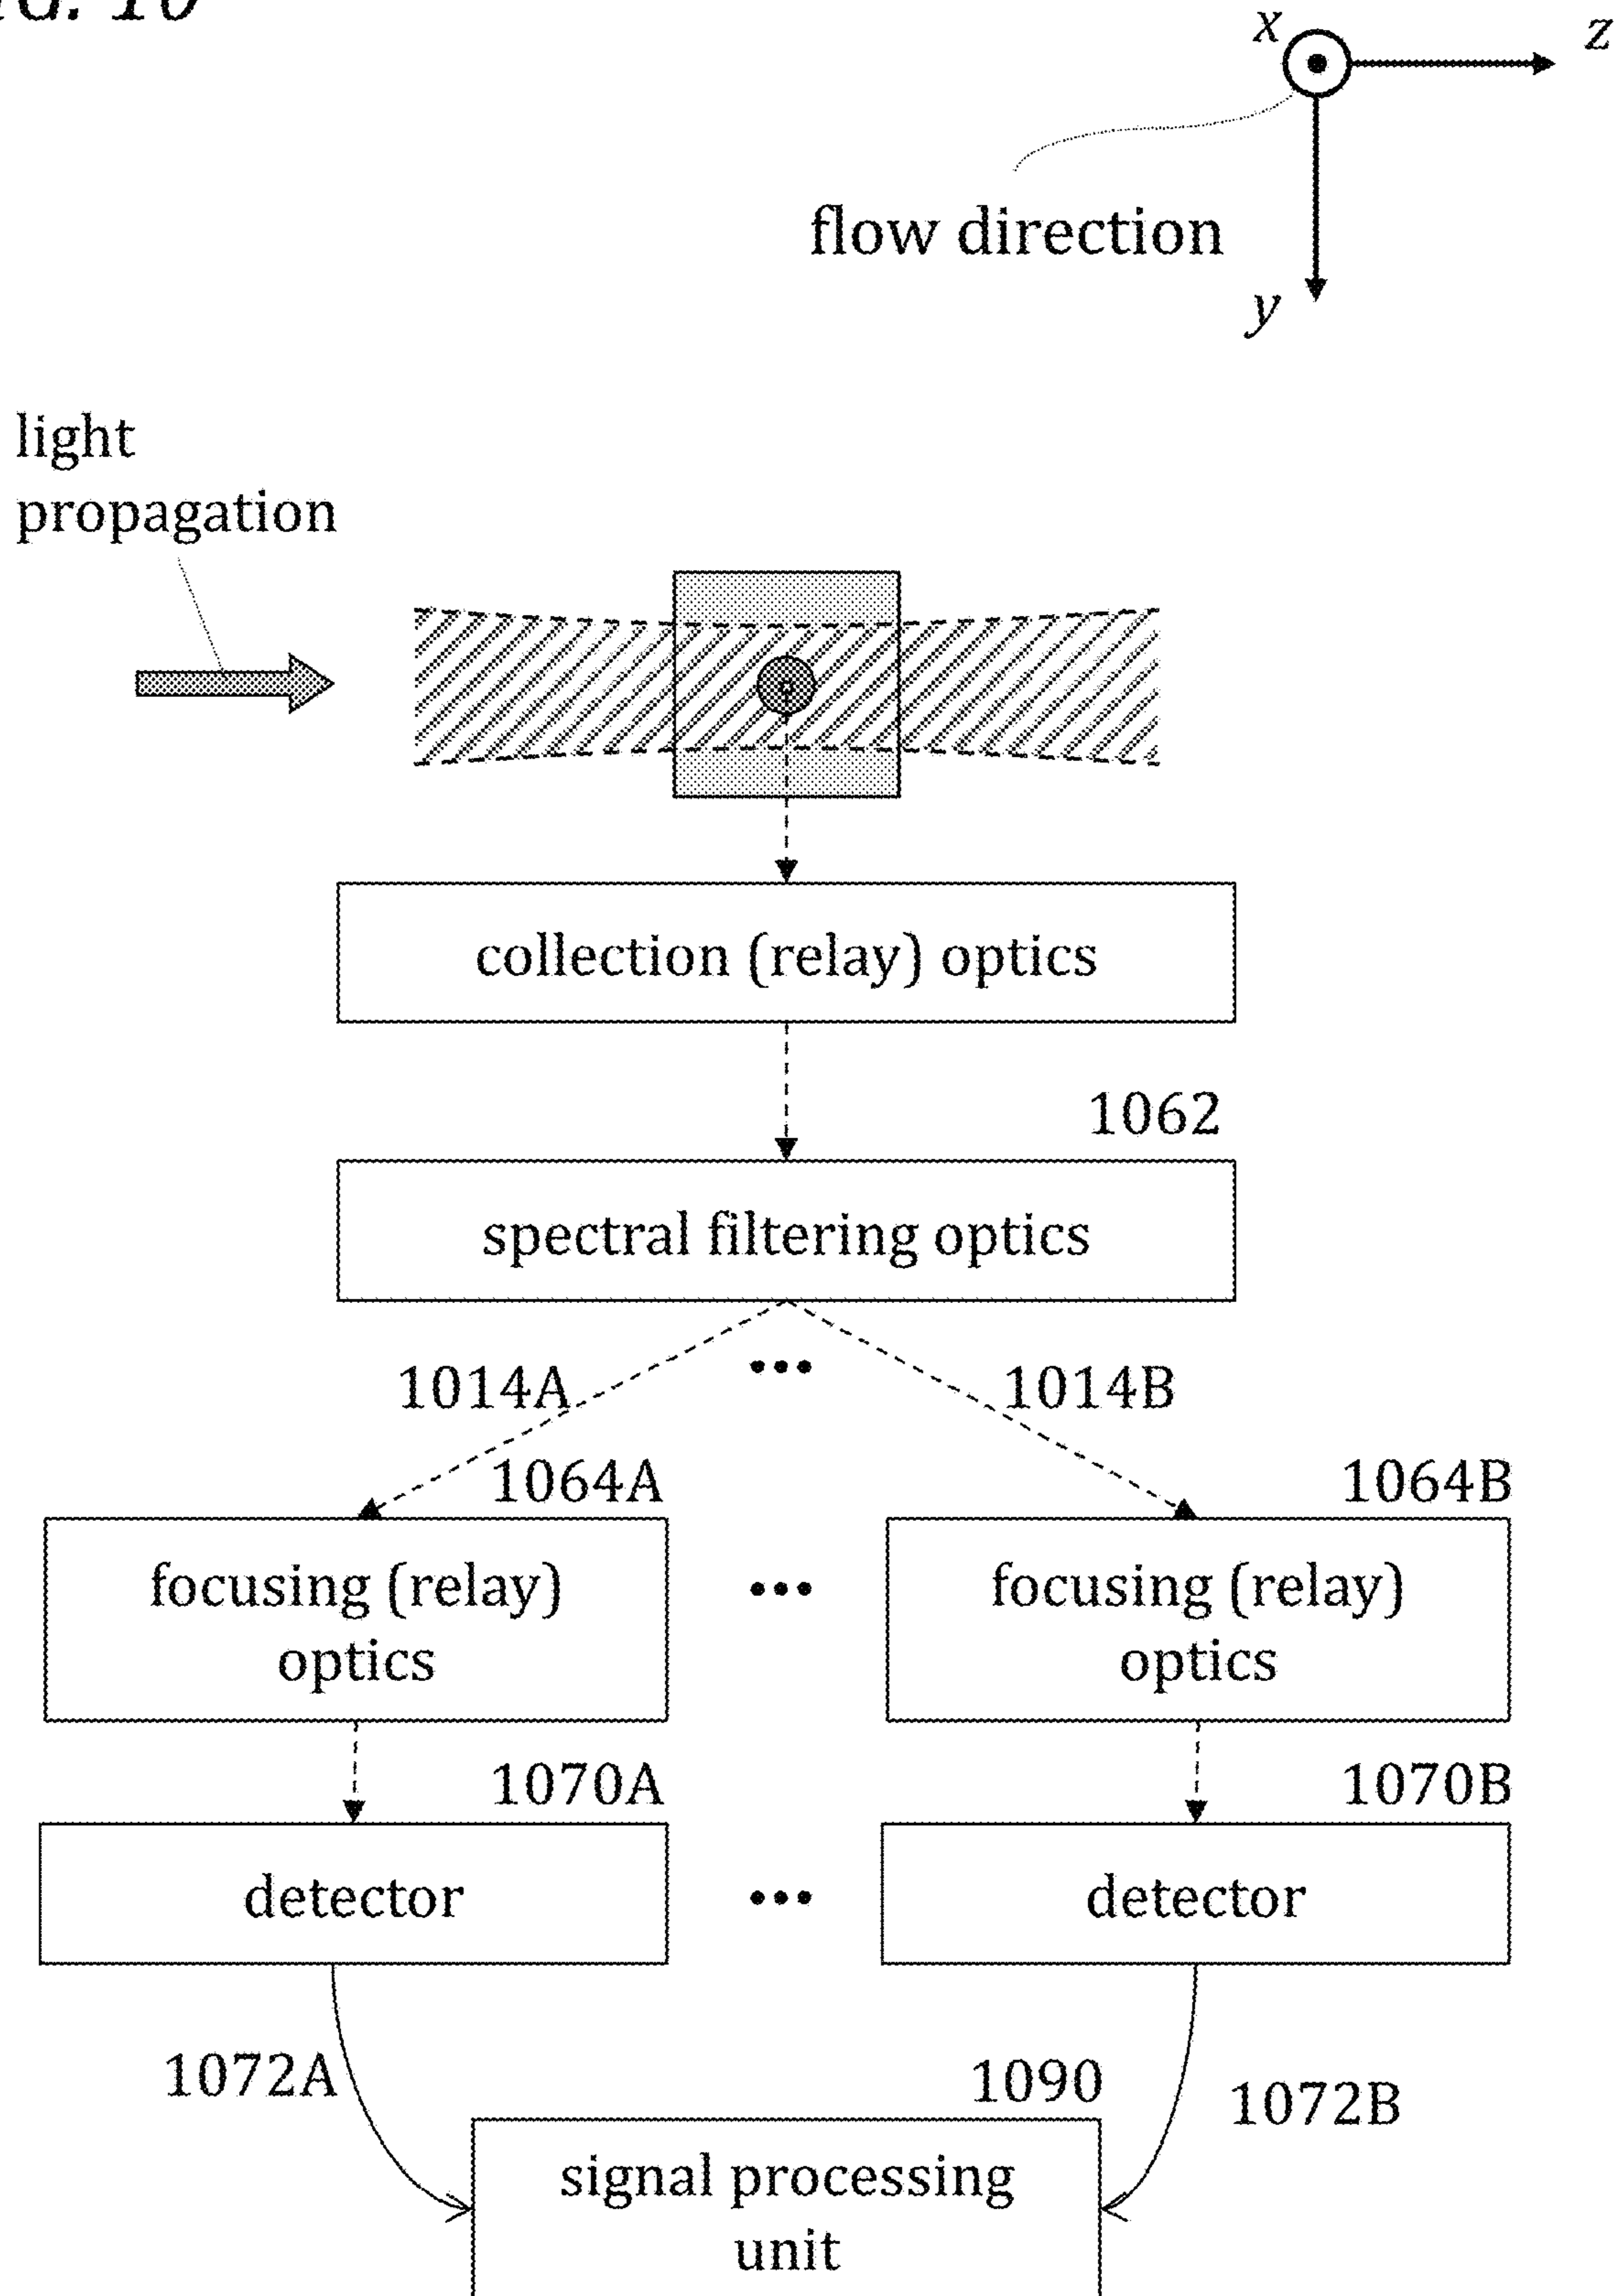 10
x
z
flow direction
y
light
propagation
collection (relay) optics
1062
spectral filtering optics
1014A
1014B
1064A
1064B
focusing (relay)
optics
focusing (relay)
optics
1070A
1070B
detector
detector
1072A
1090
1072B
signal processing
unit